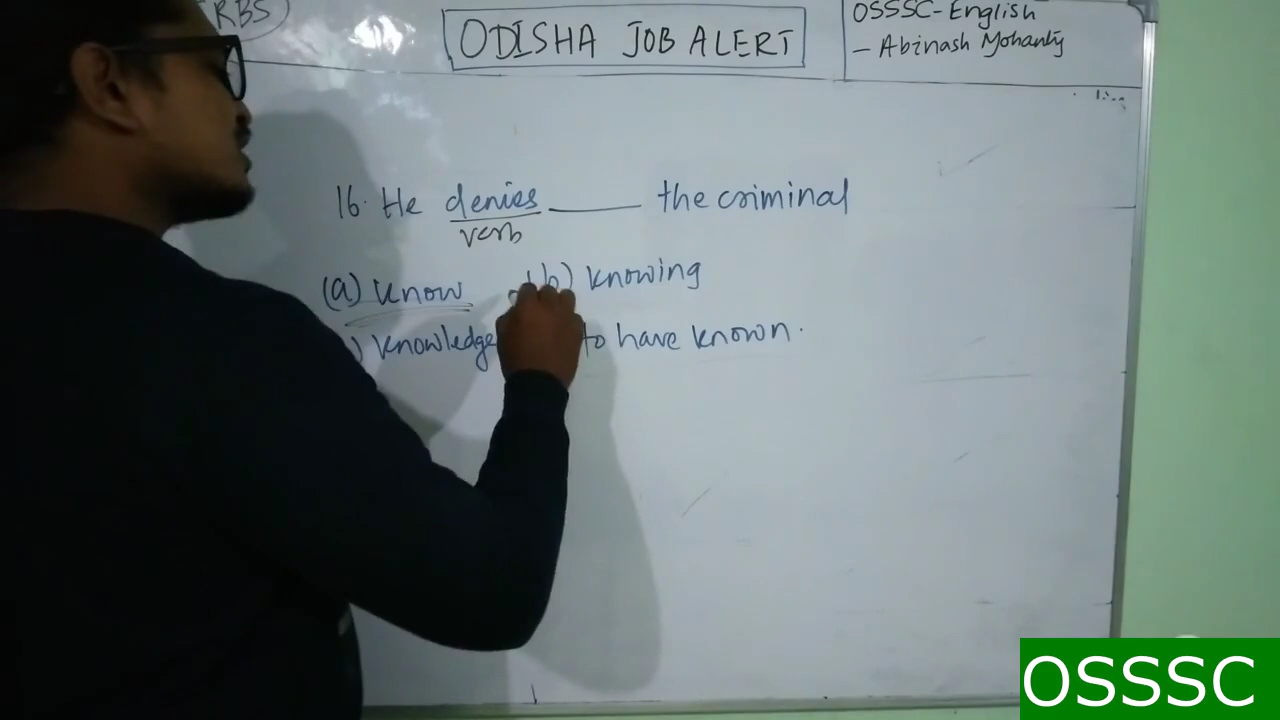 RBS
ODISHA JOB ALERT
OSSSC-English
- Abinash Mohanty
16. He denies ______ the criminal
verb
(a) know (b) knowing
) knowledge to have known.
OSSSC